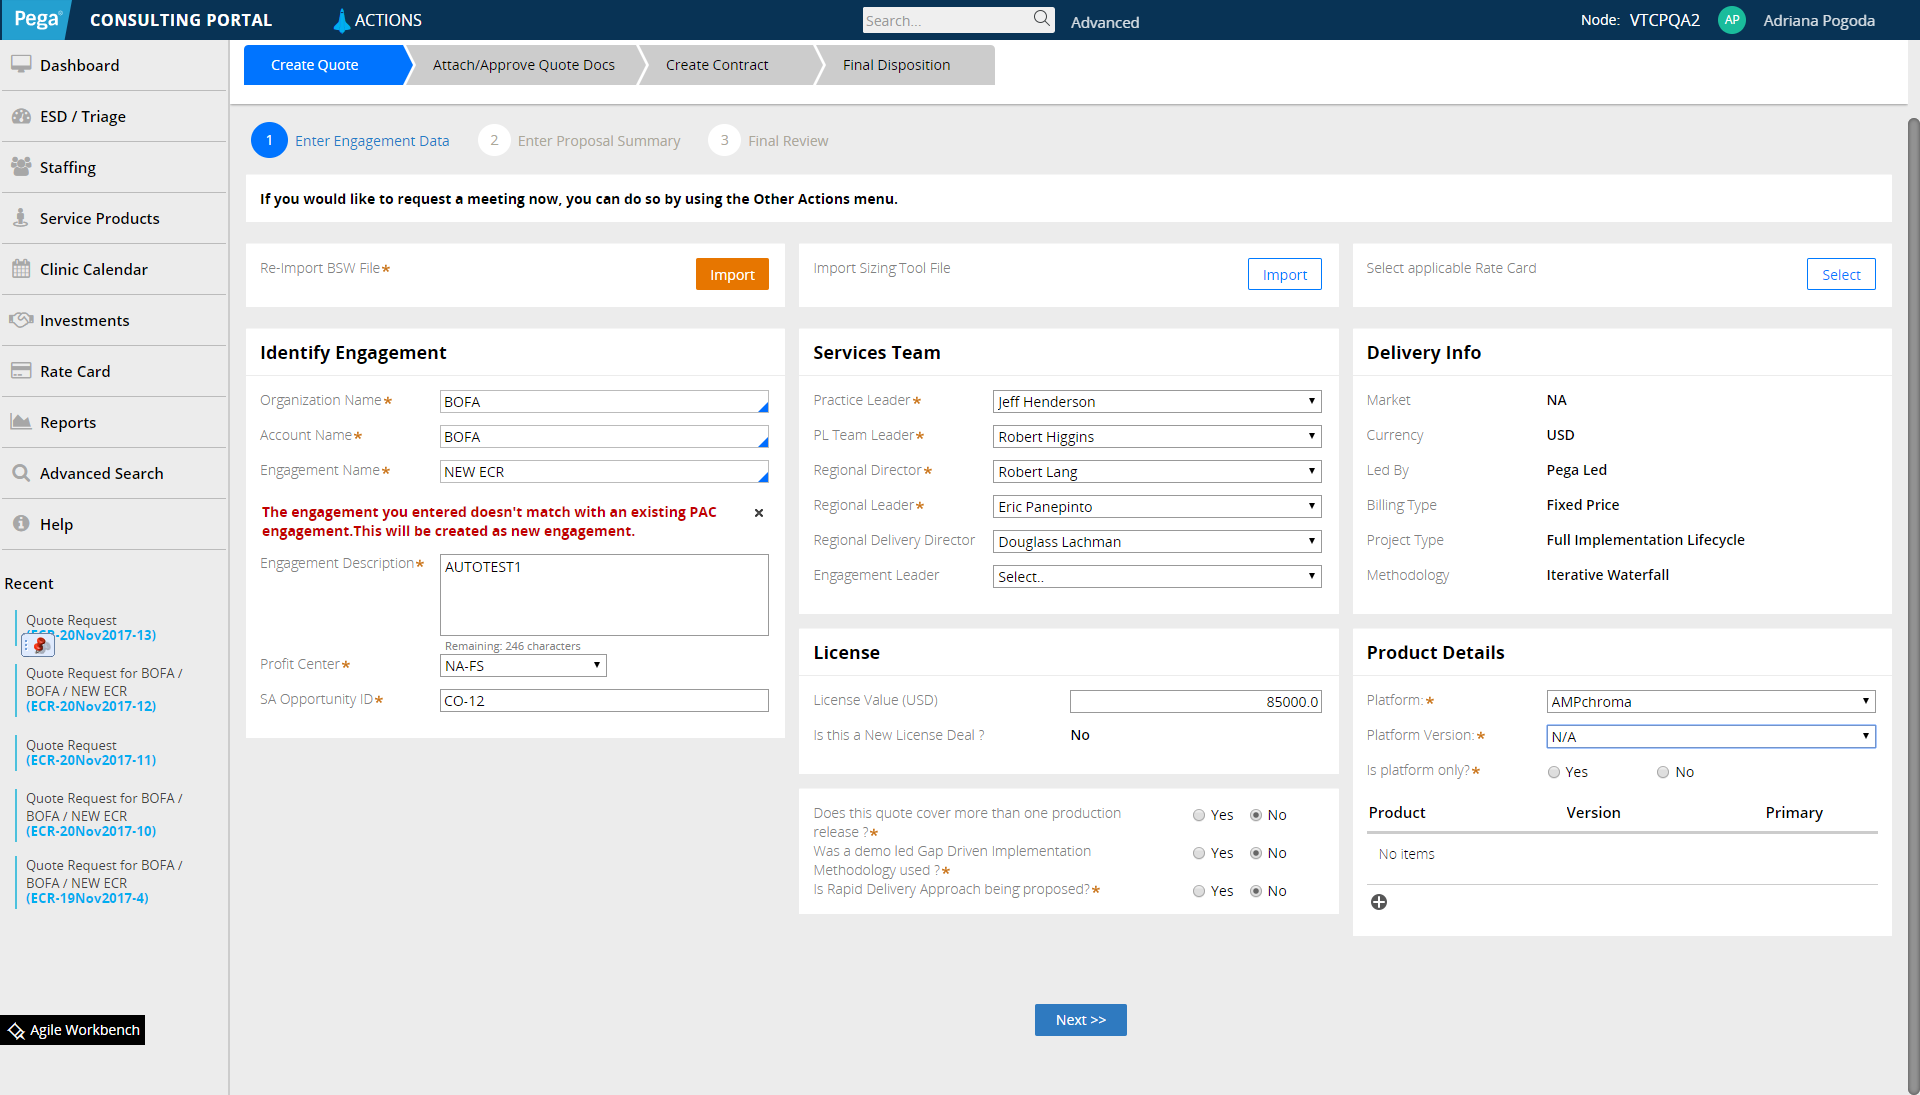 Pega® CONSULTING PORTAL ACTIONS Search... Advanced Node: VTCPQA2 AP Adriana Pogoda
Dashboard
ESD / Triage
Staffing
Service Products
Clinic Calendar
Investments
Rate Card
Reports
Advanced Search
Help
Recent
Quote Request
(ECR-20Nov2017-13)
Quote Request for BOFA /
BOFA / NEW ECR
(ECR-20Nov2017-12)
Quote Request
(ECR-20Nov2017-11)
Quote Request for BOFA /
BOFA / NEW ECR
(ECR-20Nov2017-10)
Quote Request for BOFA /
BOFA / NEW ECR
(ECR-19Nov2017-4)
Agile Workbench
Create Quote Attach/Approve Quote Docs Create Contract Final Disposition
1 Enter Engagement Data 2 Enter Proposal Summary 3 Final Review
If you would like to request a meeting now, you can do so by using the Other Actions menu.
Re-Import BSW File* Import
Import Sizing Tool File Import
Select applicable Rate Card Select
Identify Engagement
Organization Name* BOFA
Account Name* BOFA
Engagement Name* NEW ECR
The engagement you entered doesn't match with an existing PAC
engagement.This will be created as new engagement.
Engagement Description* AUTOTEST1
Remaining: 246 characters
Profit Center* NA-FS
SA Opportunity ID* CO-12
Services Team
Practice Leader* Jeff Henderson
PL Team Leader* Robert Higgins
Regional Director* Robert Lang
Regional Leader* Eric Panepinto
Regional Delivery Director Douglass Lachman
Engagement Leader Select..
License
License Value (USD) 85000.0
Is this a New License Deal ? No
Does this quote cover more than one production
release ?* Yes No
Was a demo led Gap Driven Implementation
Methodology used ?* Yes No
Is Rapid Delivery Approach being proposed?* Yes No
Delivery Info
Market NA
Currency USD
Led By Pega Led
Billing Type Fixed Price
Project Type Full Implementation Lifecycle
Methodology Iterative Waterfall
Product Details
Platform:* AMPchroma
Platform Version:* N/A
Is platform only?* Yes No
Product Version Primary
No items
Next >>